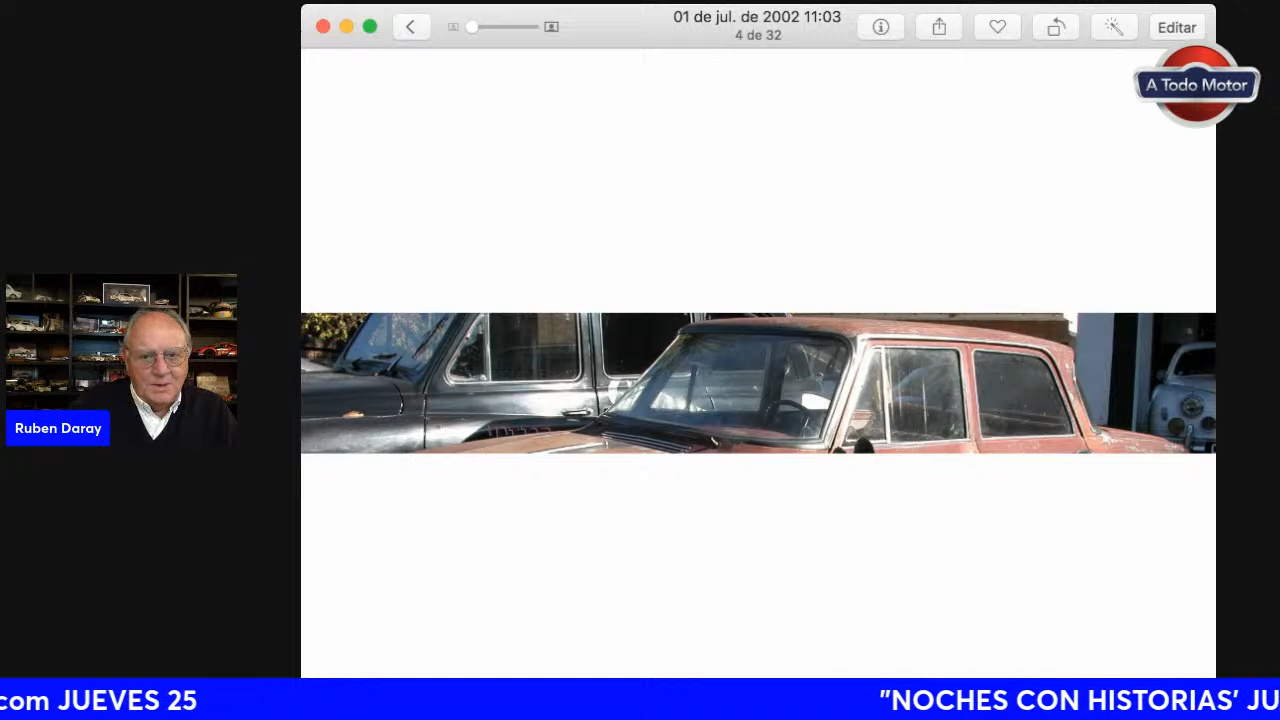 01 de jul. de 2002 11:03
4 de 32
Editar
A Todo Motor
Ruben Daray
com JUEVES 25
"NOCHES CON HISTORIAS' JU